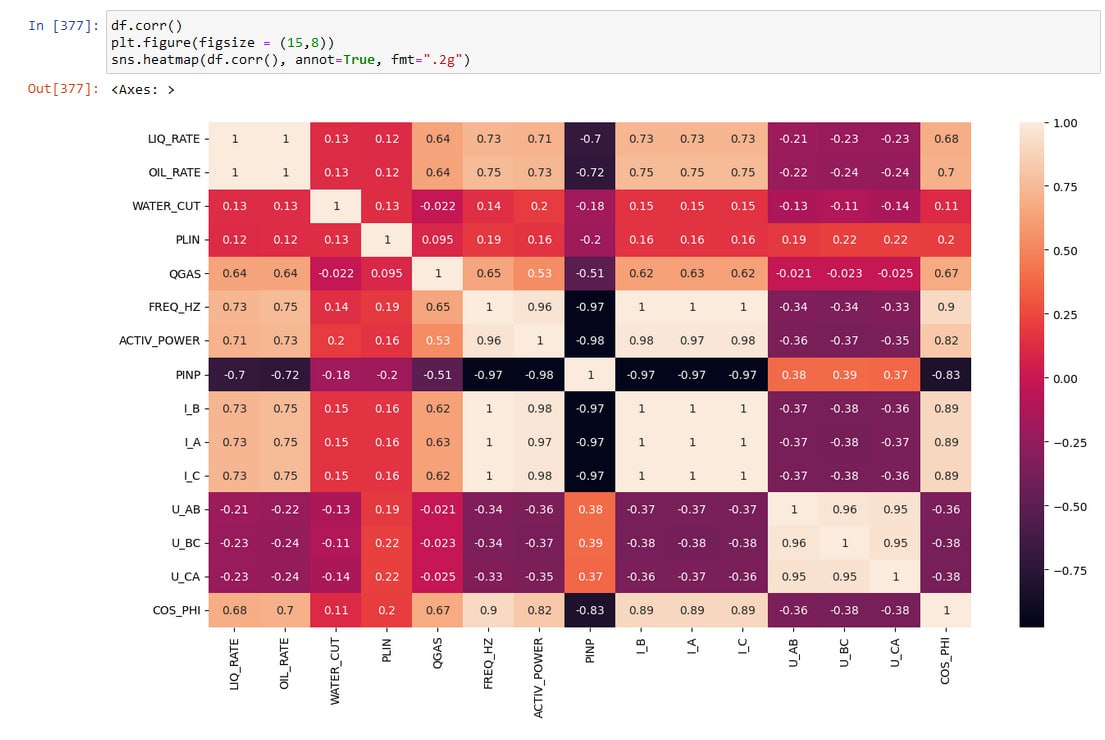 In [377]: df.corr()
plt.figure(figsize = (15,8))
sns.heatmap(df.corr(), annot=True, fmt=".2g")
Out[377]: <Axes: >
LIQ_RATE 1 1 0.13 0.12 0.64 0.73 0.71 -0.7 0.73 0.73 0.73 -0.21 -0.23 -0.23 0.68
OIL_RATE 1 1 0.13 0.12 0.64 0.75 0.73 -0.72 0.75 0.75 0.75 -0.22 -0.24 -0.24 0.7
WATER_CUT 0.13 0.13 1 0.13 -0.022 0.14 0.2 -0.18 0.15 0.15 0.15 -0.13 -0.11 -0.14 0.11
PLIN 0.12 0.12 0.13 1 0.095 0.19 0.16 -0.2 0.16 0.16 0.16 0.19 0.22 0.22 0.2
QGAS 0.64 0.64 -0.022 0.095 1 0.65 0.53 -0.51 0.62 0.63 0.62 -0.021 -0.023 -0.025 0.67
FREQ_HZ 0.73 0.75 0.14 0.19 0.65 1 0.96 -0.97 1 1 1 -0.34 -0.34 -0.33 0.9
ACTIV_POWER 0.71 0.73 0.2 0.16 0.53 0.96 1 -0.98 0.98 0.97 0.98 -0.36 -0.37 -0.35 0.82
PINP -0.7 -0.72 -0.18 -0.2 -0.51 -0.97 -0.98 1 -0.97 -0.97 -0.97 0.38 0.39 0.37 -0.83
I_B 0.73 0.75 0.15 0.16 0.62 1 0.98 -0.97 1 1 1 -0.37 -0.38 -0.36 0.89
I_A 0.73 0.75 0.15 0.16 0.63 1 0.97 -0.97 1 1 1 -0.37 -0.38 -0.37 0.89
I_C 0.73 0.75 0.15 0.16 0.62 1 0.98 -0.97 1 1 1 -0.37 -0.38 -0.36 0.89
U_AB -0.21 -0.22 -0.13 0.19 -0.021 -0.34 -0.36 0.38 -0.37 -0.37 -0.37 1 0.96 0.95 -0.36
U_BC -0.23 -0.24 -0.11 0.22 -0.023 -0.34 -0.37 0.39 -0.38 -0.38 -0.38 0.96 1 0.95 -0.38
U_CA -0.23 -0.24 -0.14 0.22 -0.025 -0.33 -0.35 0.37 -0.36 -0.37 -0.36 0.95 0.95 1 -0.38
COS_PHI 0.68 0.7 0.11 0.2 0.67 0.9 0.82 -0.83 0.89 0.89 0.89 -0.36 -0.38 -0.38 1
LIQ_RATE OIL_RATE WATER_CUT PLIN QGAS FREQ_HZ ACTIV_POWER PINP I_B I_A I_C U_AB U_BC U_CA COS_PHI
1.00
0.75
0.50
0.25
0.00
−0.25
−0.50
−0.75